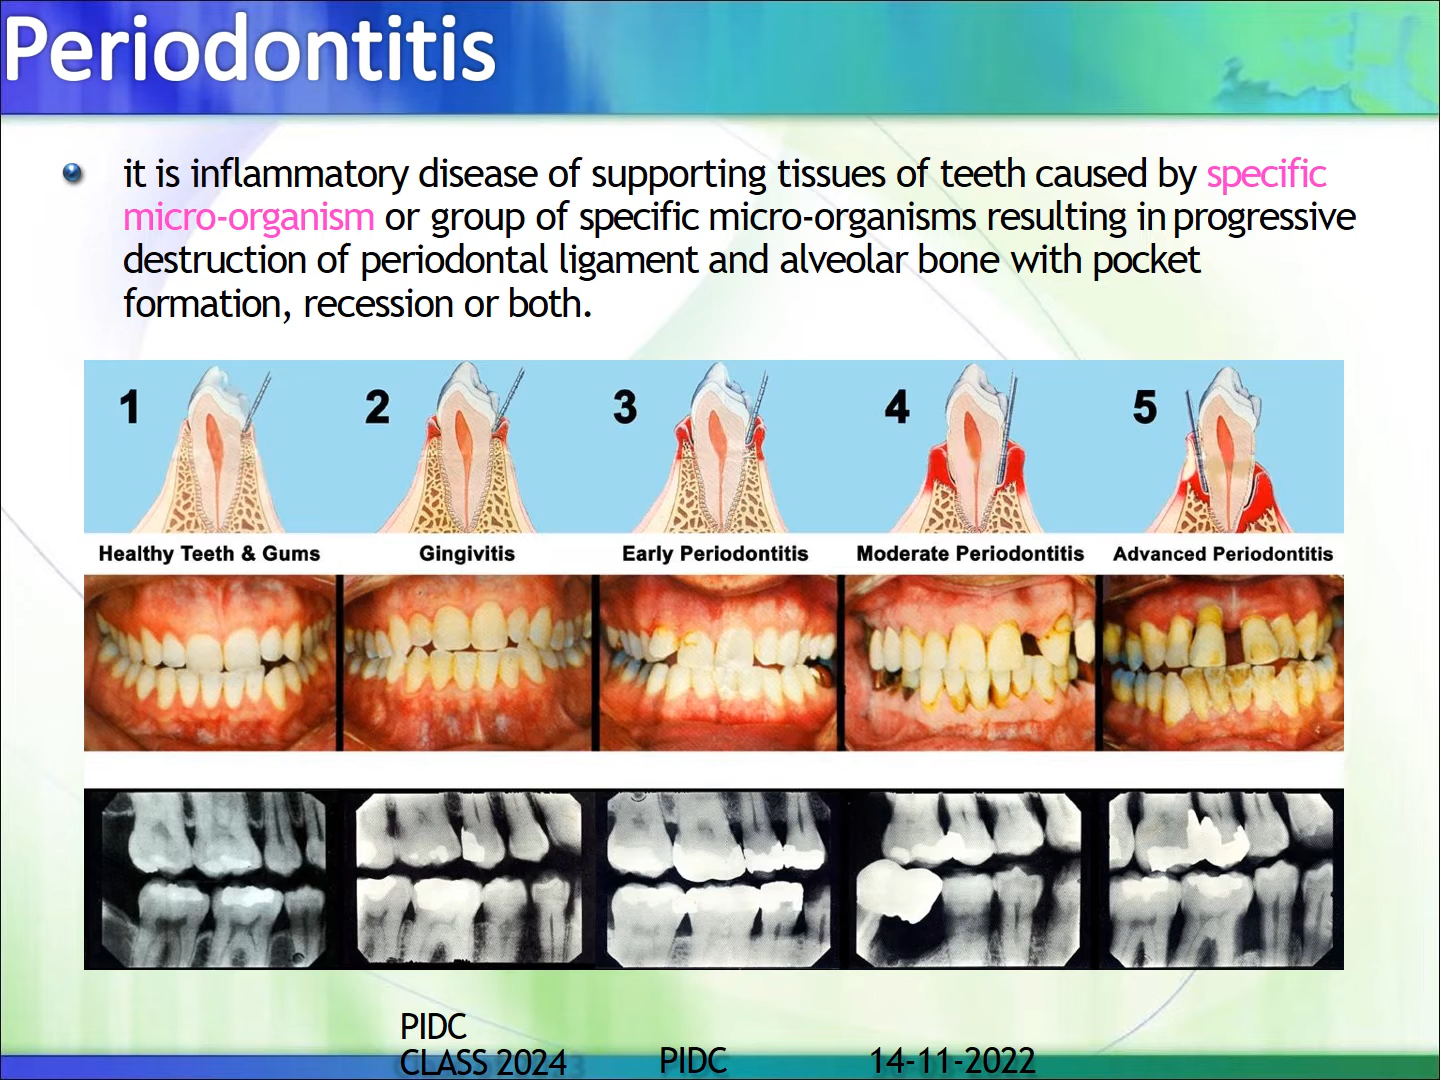 Periodontitis
it is inflammatory disease of supporting tissues of teeth caused by specific
micro-organism or group of specific micro-organisms resulting in progressive
destruction of periodontal ligament and alveolar bone with pocket
formation, recession or both.
1 2 3 4 5
Healthy Teeth & Gums Gingivitis Early Periodontitis Moderate Periodontitis Advanced Periodontitis
PIDC
CLASS 2024 PIDC 14-11-2022